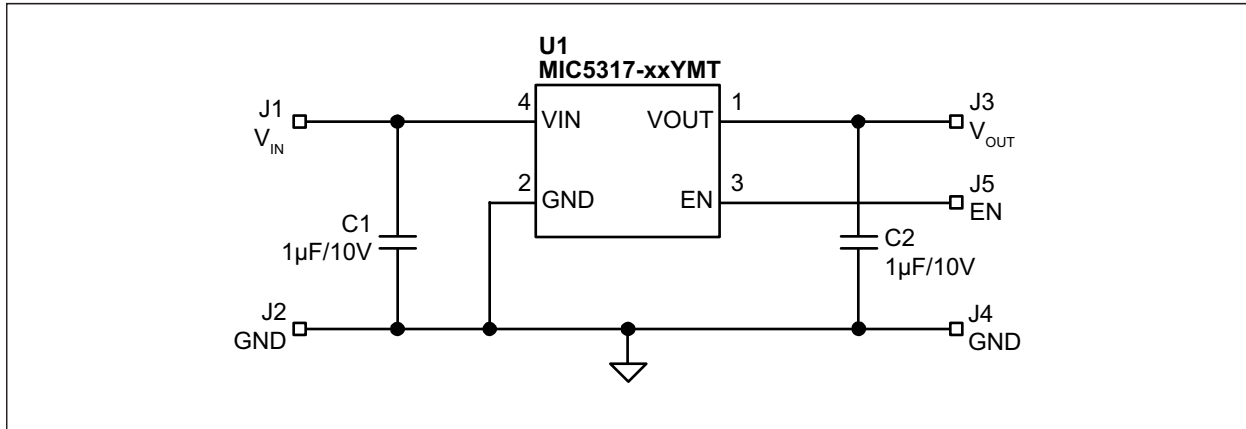 U1
MIC5317-xxYMT
J1
VIN
4
VIN
VOUT
1
J3
VOUT
2
GND
EN
3
J5
EN
C1
1µF/10V
C2
1µF/10V
J2
GND
J4
GND